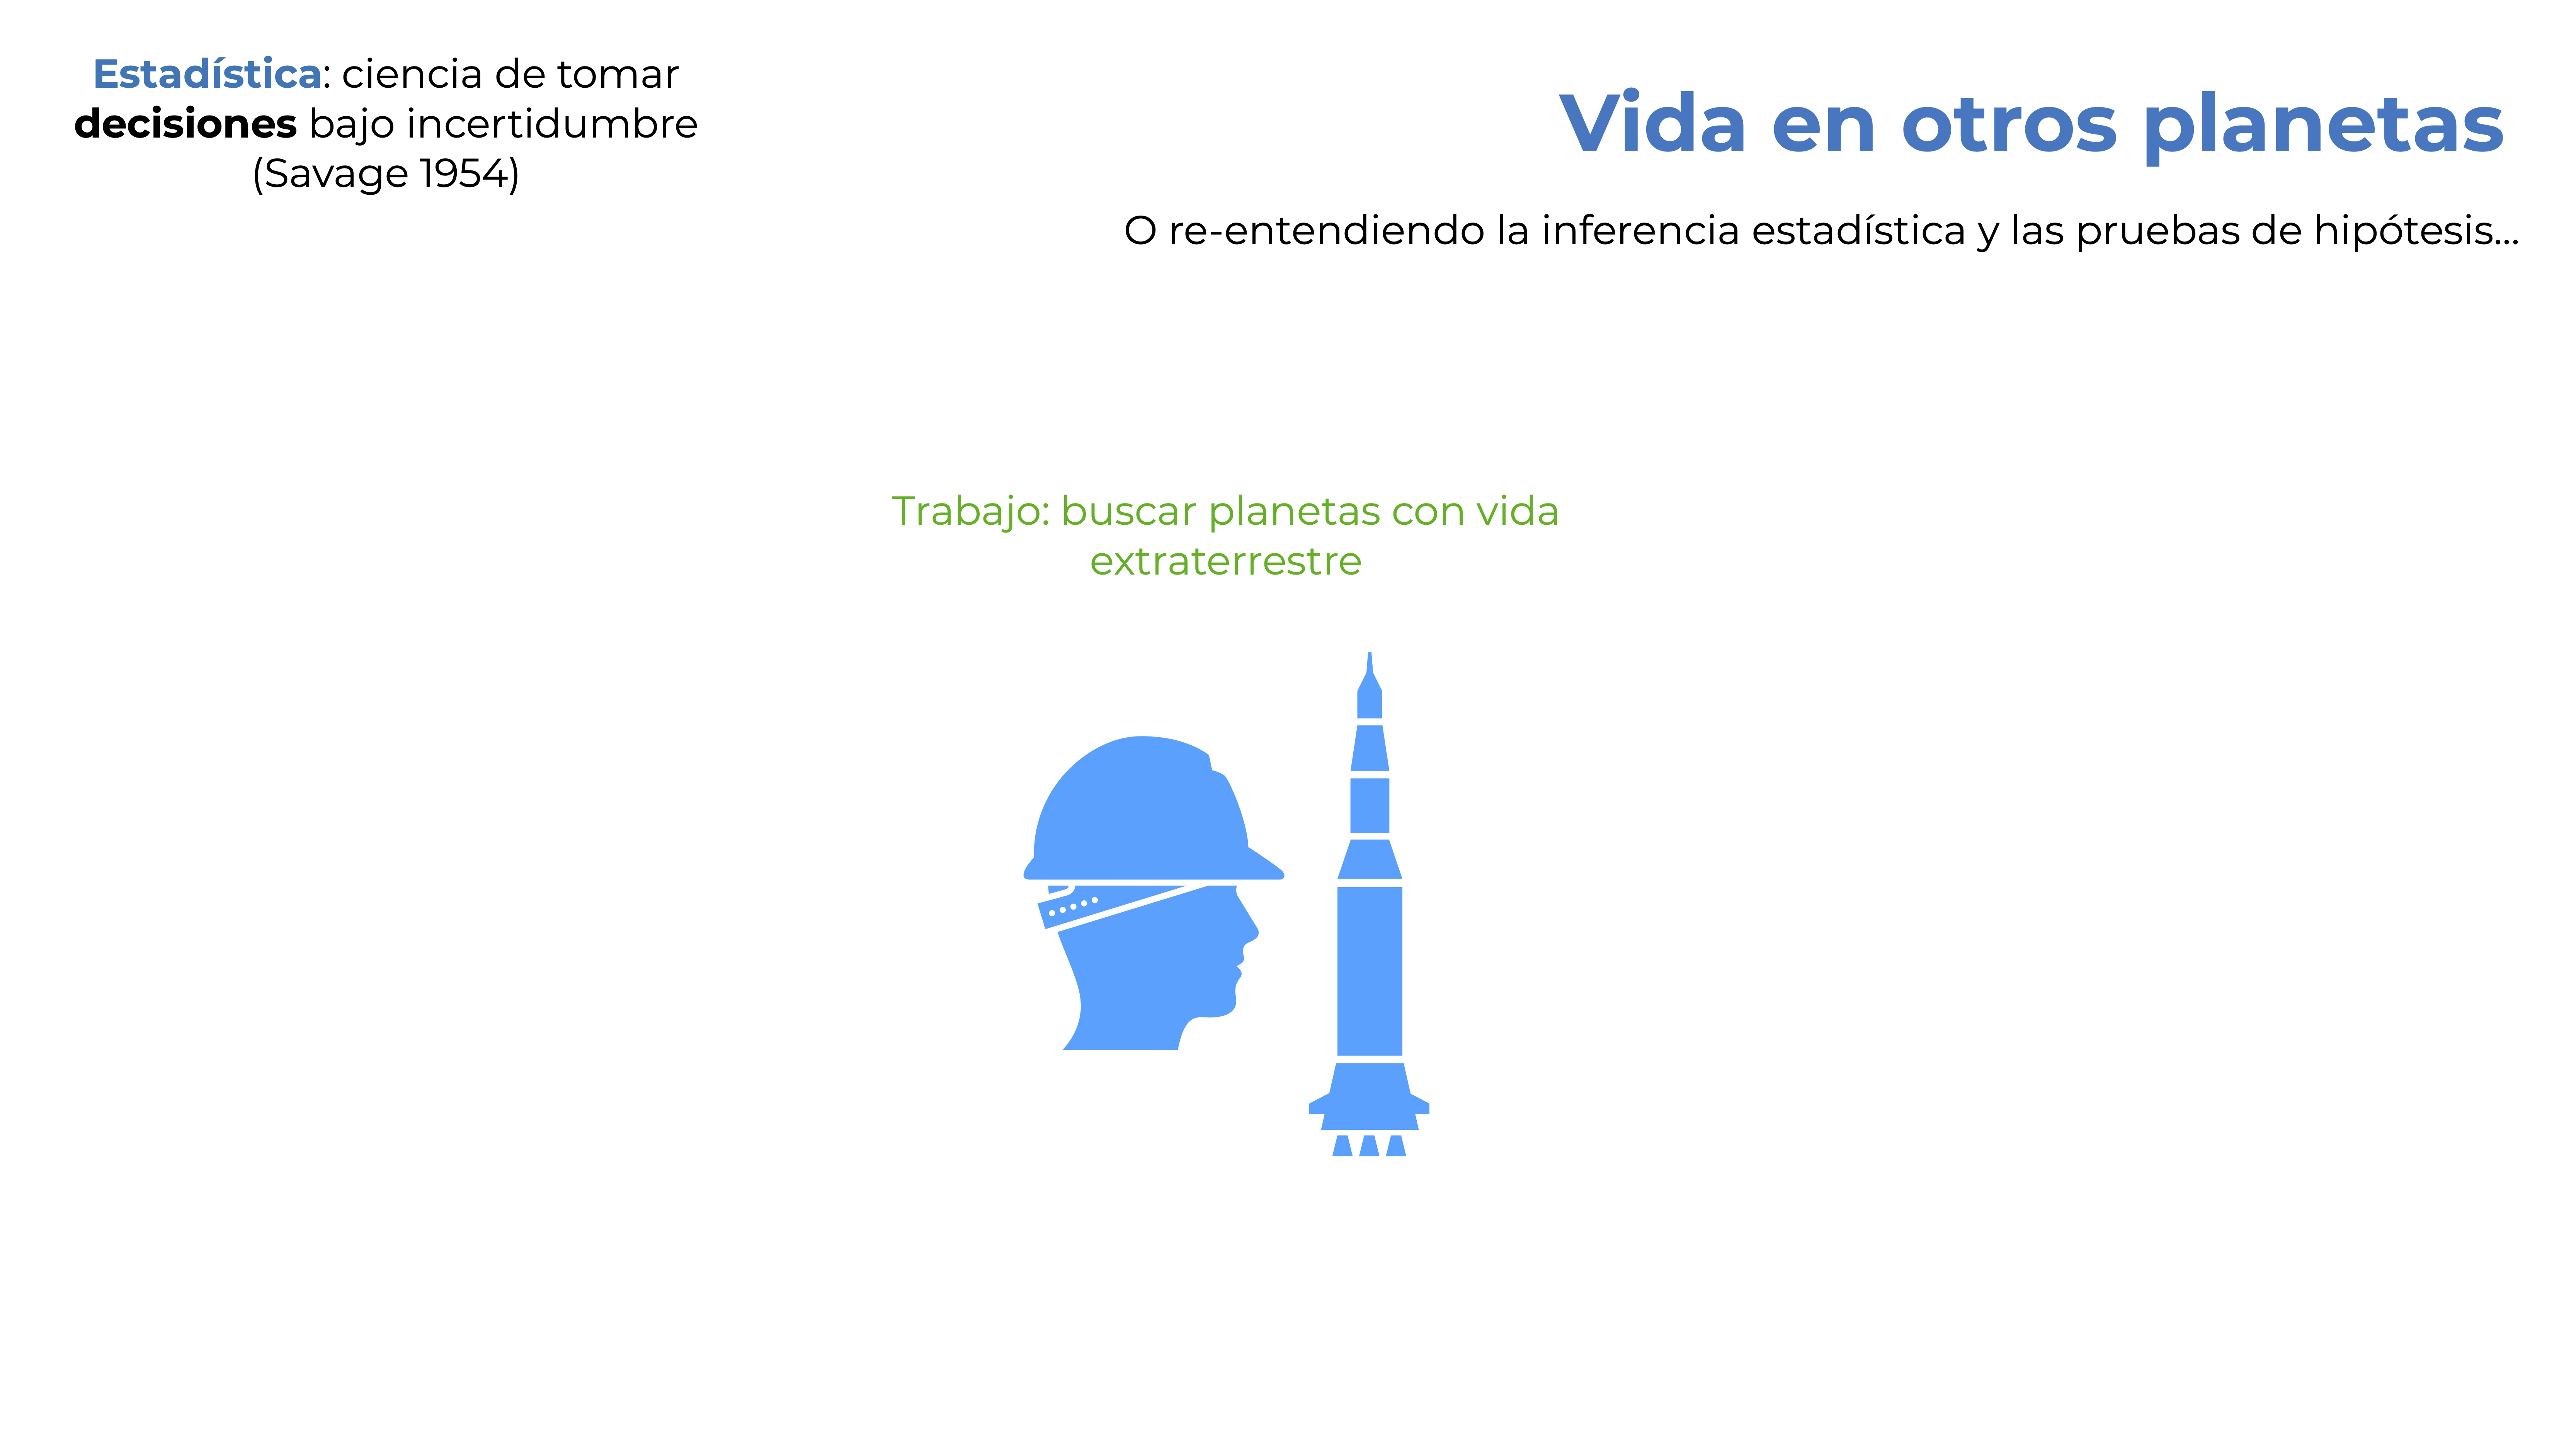 Estadística: ciencia de tomar
decisiones bajo incertidumbre
(Savage 1954)
Vida en otros planetas
O re-entendiendo la inferencia estadística y las pruebas de hipótesis...
Trabajo: buscar planetas con vida
extraterrestre